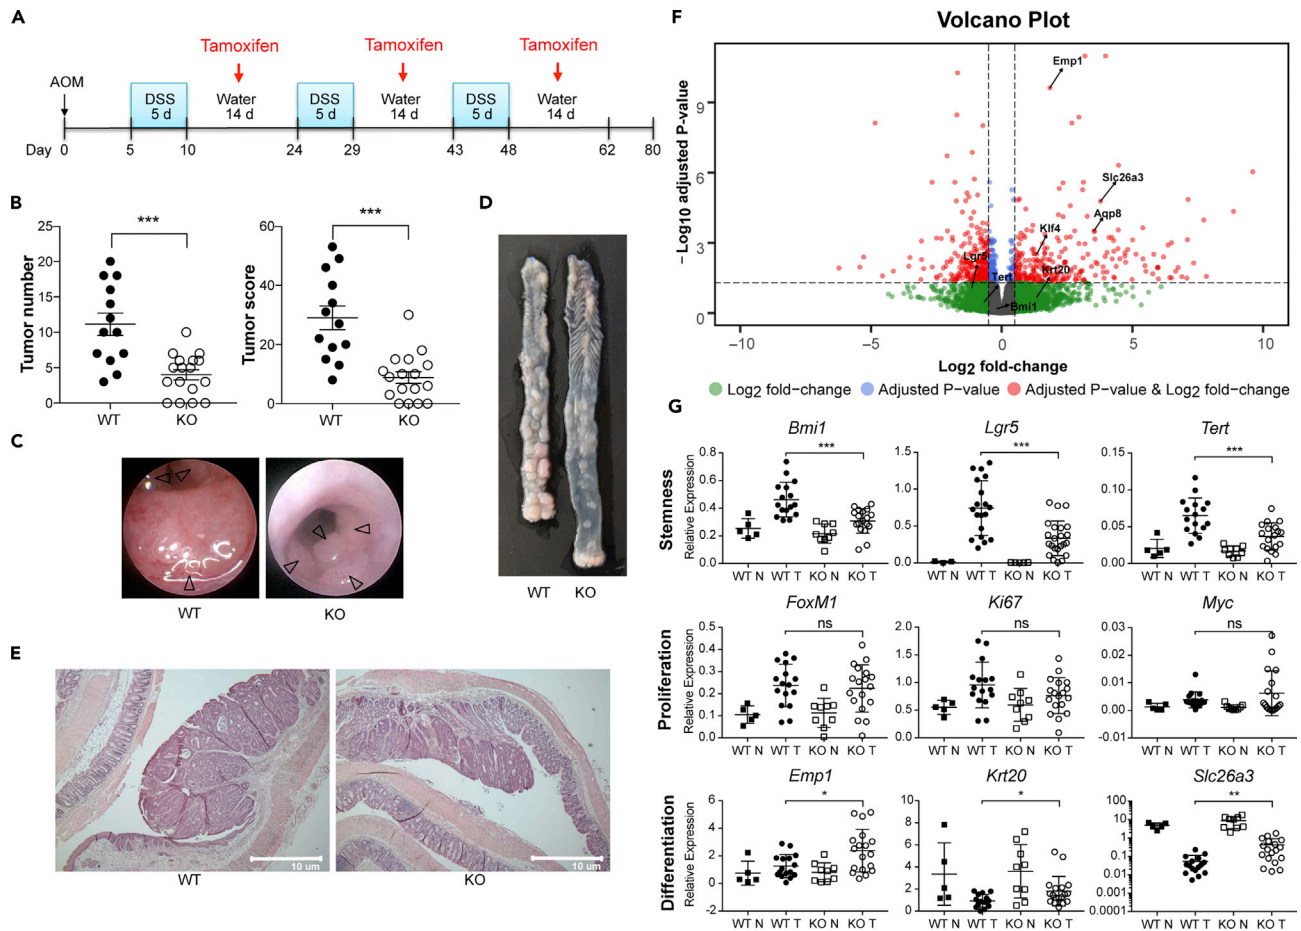 A
Tamoxifen Tamoxifen Tamoxifen
AOM
DSS
5 d
Water
14 d
DSS
5 d
Water
14 d
DSS
5 d
Water
14 d
Day 0 5 10 24 29 43 48 62 80
B
Tumor number
25
20
15
10
5
0
***
WT KO
Tumor score
60
40
20
0
***
WT KO
C
WT KO
D
WT KO
E
10 um
10 um
WT KO
F
Volcano Plot
− Log10 adjusted P-value
9
6
3
0
Emp1
Slc26a3
Aqp8
Klf4
Lgr5
Krt20
Tert
Bmi1
−10 −5 0 5 10
Log2 fold-change
Log2 fold−change Adjusted P−value Adjusted P−value & Log2 fold−change
G
Stemness
Relative Expression
Bmi1
***
0.8
0.6
0.4
0.2
0.0
WT N WT T KO N KO T
Lgr5
***
1.5
1.0
0.5
0.0
WT N WT T KO N KO T
Tert
***
0.15
0.10
0.05
0.00
WT N WT T KO N KO T
Proliferation
Relative Expression
FoxM1
ns
0.5
0.4
0.3
0.2
0.1
0.0
WT N WT T KO N KO T
Ki67
ns
2.0
1.5
1.0
0.5
0.0
WT N WT T KO N KO T
Myc
ns
0.03
0.02
0.01
0.00
-0.01
WT N WT T KO N KO T
Differentiation
Relative Expression
Emp1
*
6
4
2
0
-2
WT N WT T KO N KO T
Krt20
*
10
8
6
4
2
0
WT N WT T KO N KO T
Slc26a3
**
100
10
1
0.1
0.01
0.001
0.0001
WT N WT T KO N KO T